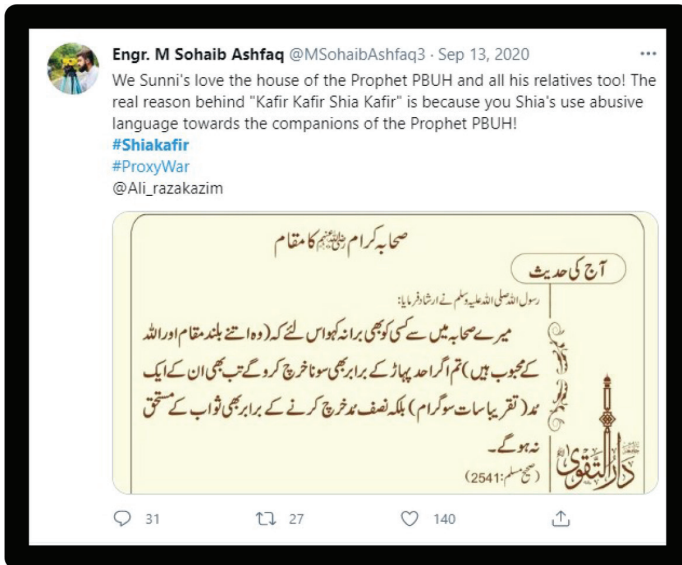 Engr. M Sohaib Ashfaq @MSohaibAshfaq3 · Sep 13, 2020
We Sunni's love the house of the Prophet PBUH and all his relatives too! The
real reason behind "Kafir Kafir Shia Kafir" is because you Shia's use abusive
language towards the companions of the Prophet PBUH!
#Shiakafir
#ProxyWar
@Ali_razakazim
صحابہ کرام رضی اللہ عنہم کا مقام
آج کی حدیث
رسول اللہ صلی اللہ علیہ وسلم نے ارشاد فرمایا:
میرے صحابہ میں سے کسی کو بھی برا نہ کہو اس لئے کہ (وہ اتنے بلند مقام اور اللہ
کے محبوب ہیں) تم اگر احد پہاڑ کے برابر بھی سونا خرچ کرو گے تب بھی ان کے ایک
مُد (تقریبا سات سو گرام) بلکہ نصف مُد خرچ کرنے کے برابر بھی ثواب کے مستحق
نہ ہو گے۔
(صحیح مسلم: 2541)
دار التقویٰ
31 27 140